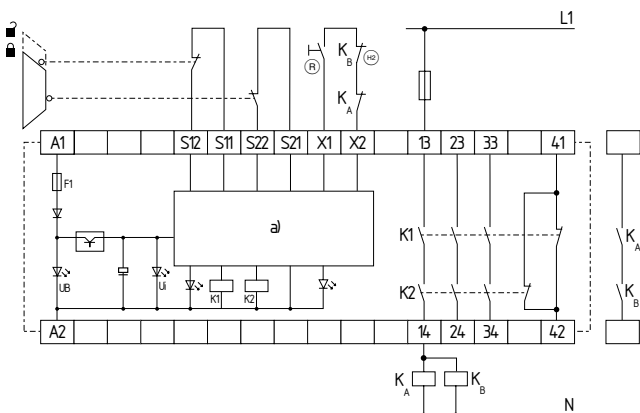 L1
K B
H2
R
K A
A1 S12 S11 S22 S21 X1 X2 13 23 33 41
F1
a)
K1
K A
UB Ui K1 K2 K2
K B
A2 14 24 34 42
K A K B
N